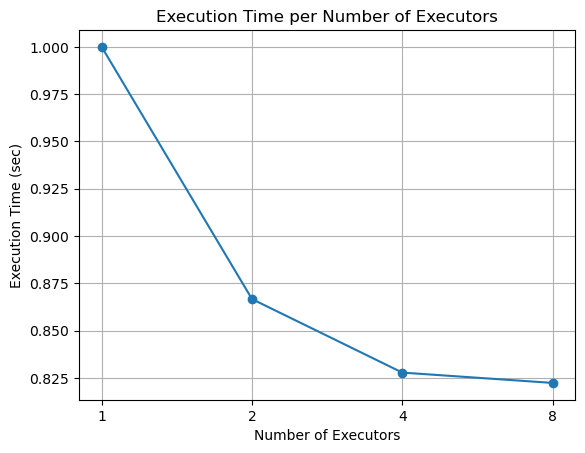 Execution Time per Number of Executors
1.000
0.975
0.950
0.925
0.900
0.875
0.850
0.825
Execution Time (sec)
1 2 4 8
Number of Executors